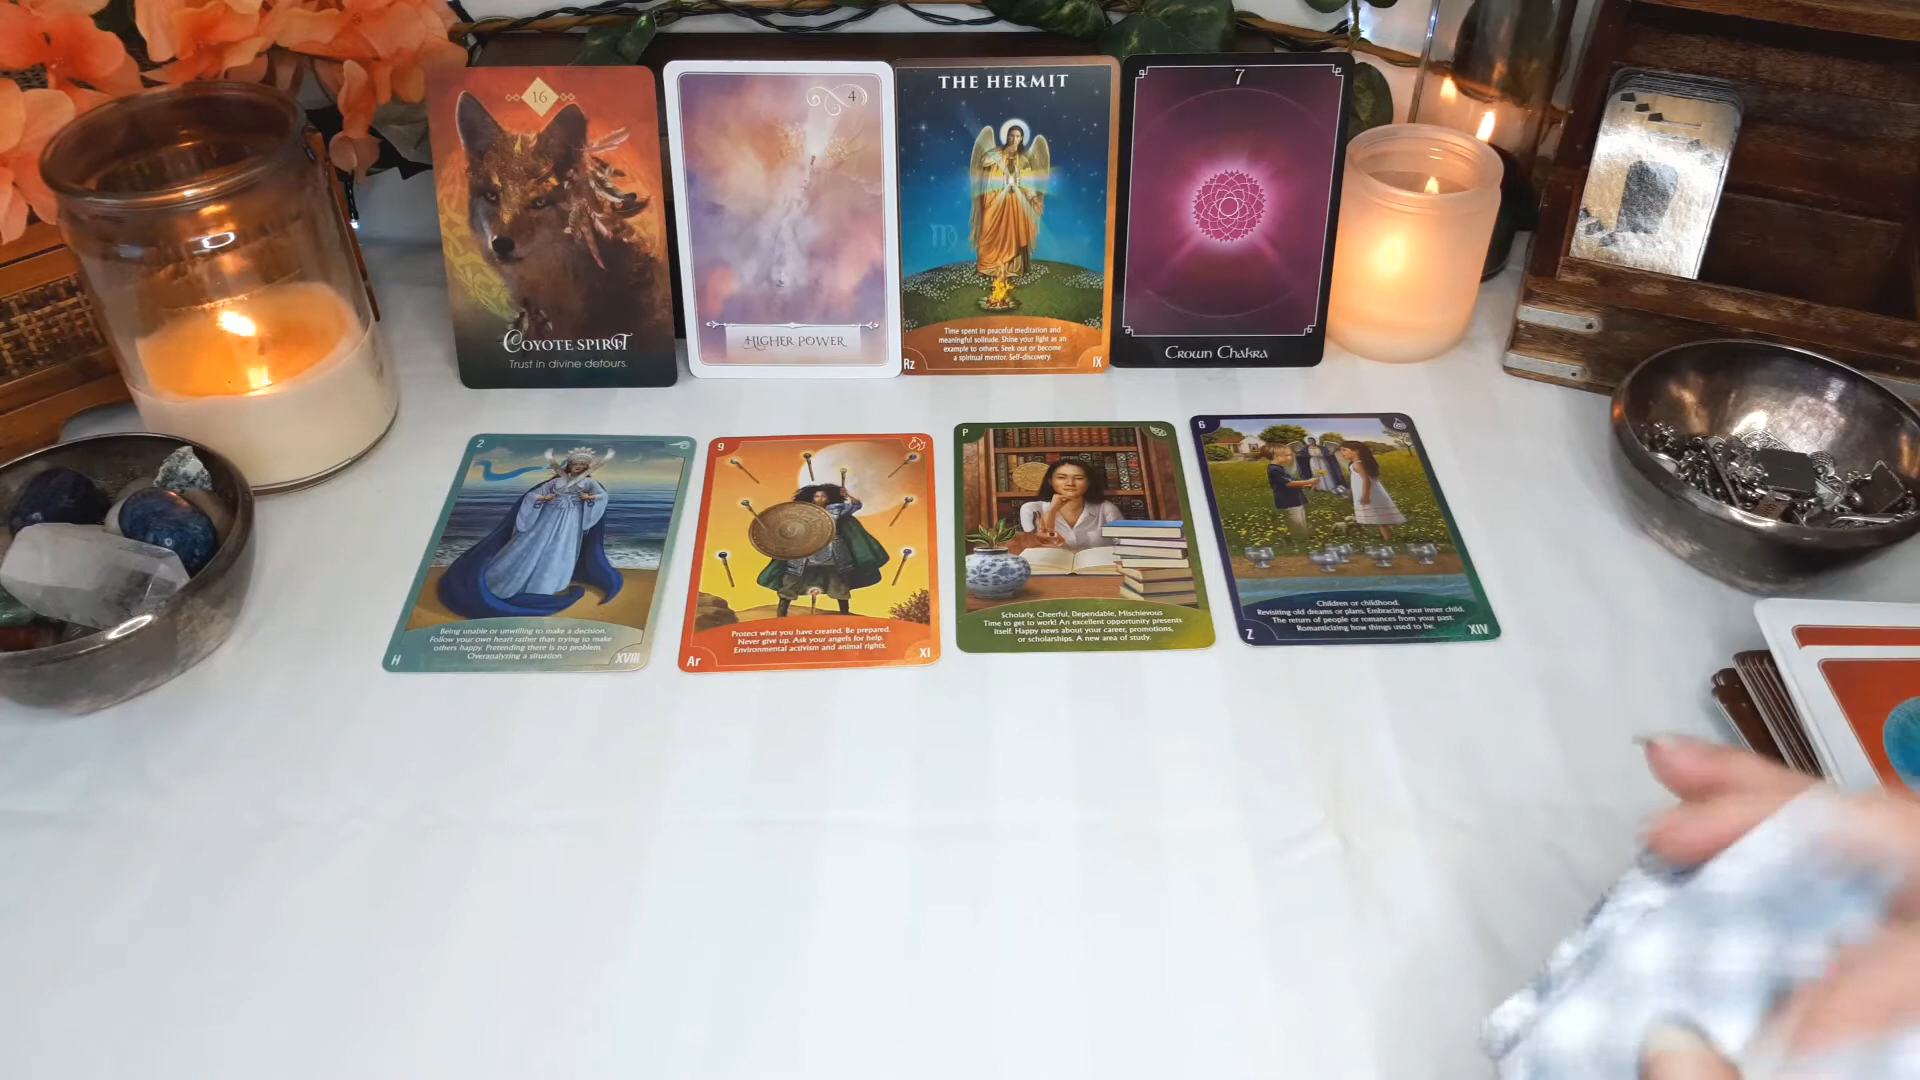 16
COYOTE SPIRIT
Trust in divine detours.
4
HIGHER POWER
THE HERMIT
Time spent in peaceful meditation and
meaningful solitude. Shine your light as an
example to others. Seek out or become
a spiritual mentor. Self-discovery.
Rz
IX
7
Crown Chakra
2
Being unable or unwilling to make a decision.
Follow your own heart rather than trying to make
others happy. Pretending there is no problem.
Overanalyzing a situation.
H
XVIII
9
Protect what you have created. Be prepared.
Never give up. Ask your angels for help.
Environmental activism and animal rights.
Ar
XI
P
Scholarly, Cheerful, Dependable, Mischievous
Time to get to work! An excellent opportunity presents
itself. Happy news about your career, promotions,
or scholarships. A new area of study.
6
Children or childhood.
Revisiting old dreams or plans. Embracing your inner child.
The return of people or romances from your past.
Romanticizing how things used to be.
Z
XIV